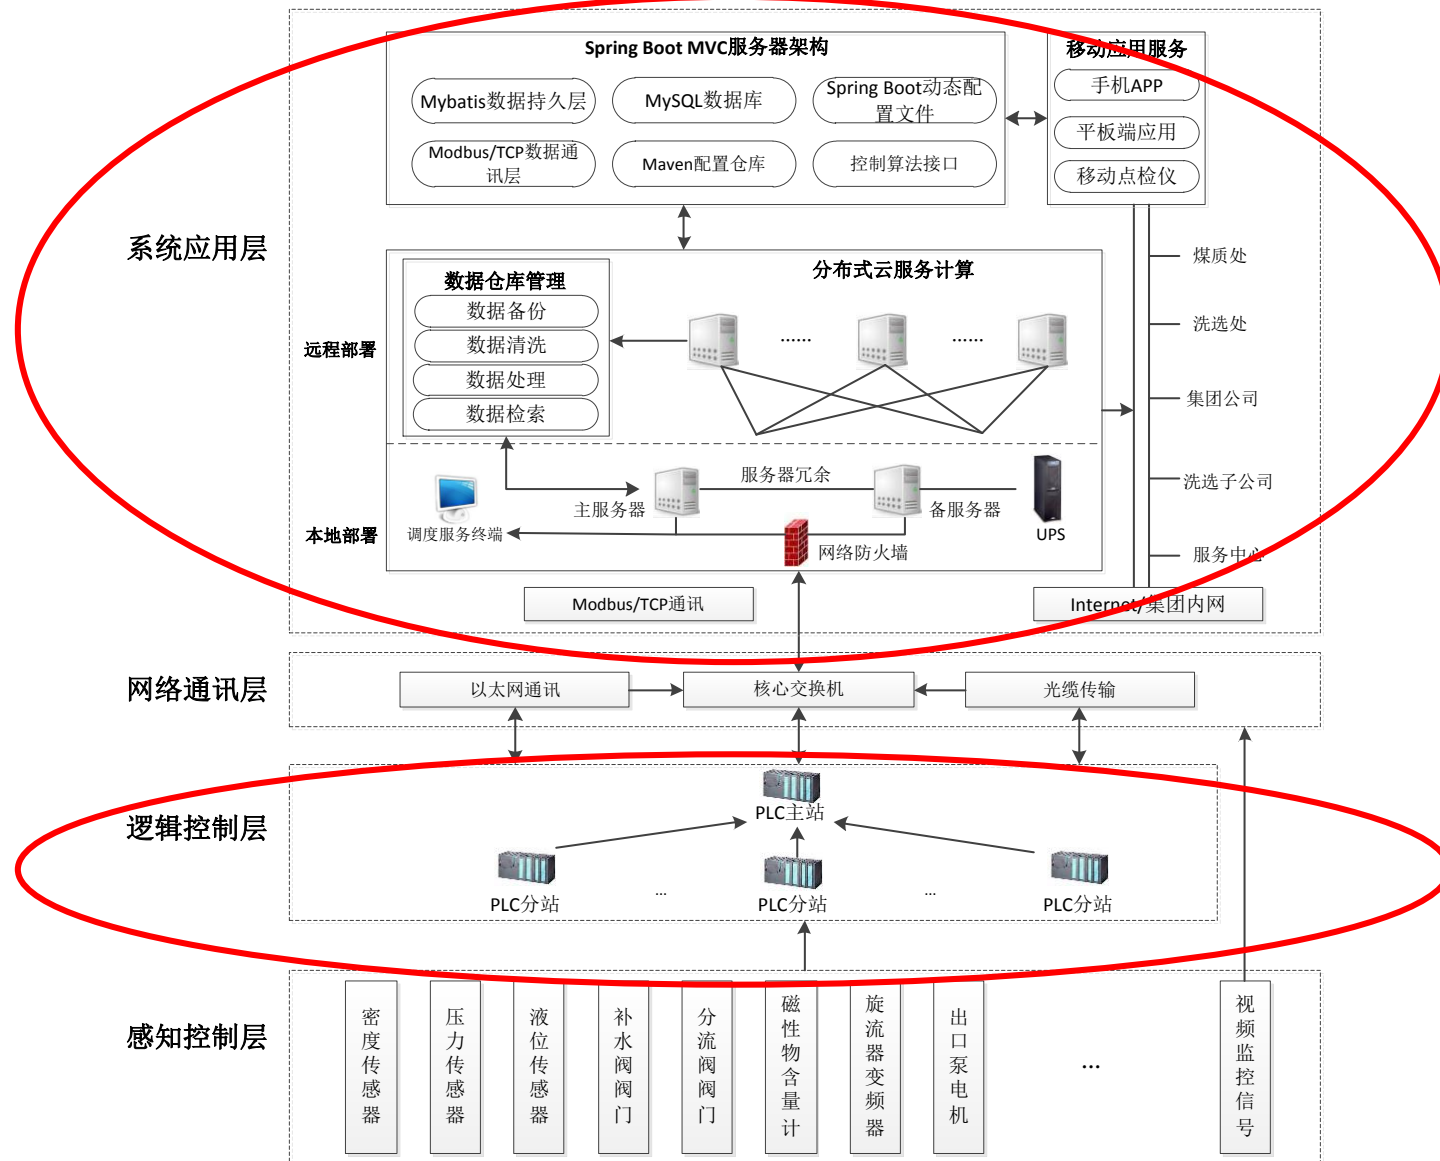 Spring Boot MVC服务器架构
Mybatis数据持久层
MySQL数据库
Spring Boot动态配
置文件
Modbus/TCP数据通
讯层
Maven配置仓库
控制算法接口
移动应用服务
手机APP
平板端应用
移动点检仪
系统应用层
数据仓库管理
数据备份
数据清洗
数据处理
数据检索
分布式云服务计算
......
......
远程部署
煤质处
洗选处
集团公司
洗选子公司
服务中心
服务器冗余
主服务器
备服务器
UPS
本地部署
调度服务终端
网络防火墙
Modbus/TCP通讯
Internet/集团内网
网络通讯层
以太网通讯
核心交换机
光缆传输
逻辑控制层
PLC主站
PLC分站
...
PLC分站
...
PLC分站
感知控制层
密度传感器
压力传感器
液位传感器
补水阀阀门
分流阀阀门
磁性物含量计
旋流器变频器
出口泵电机
...
视频监控信号